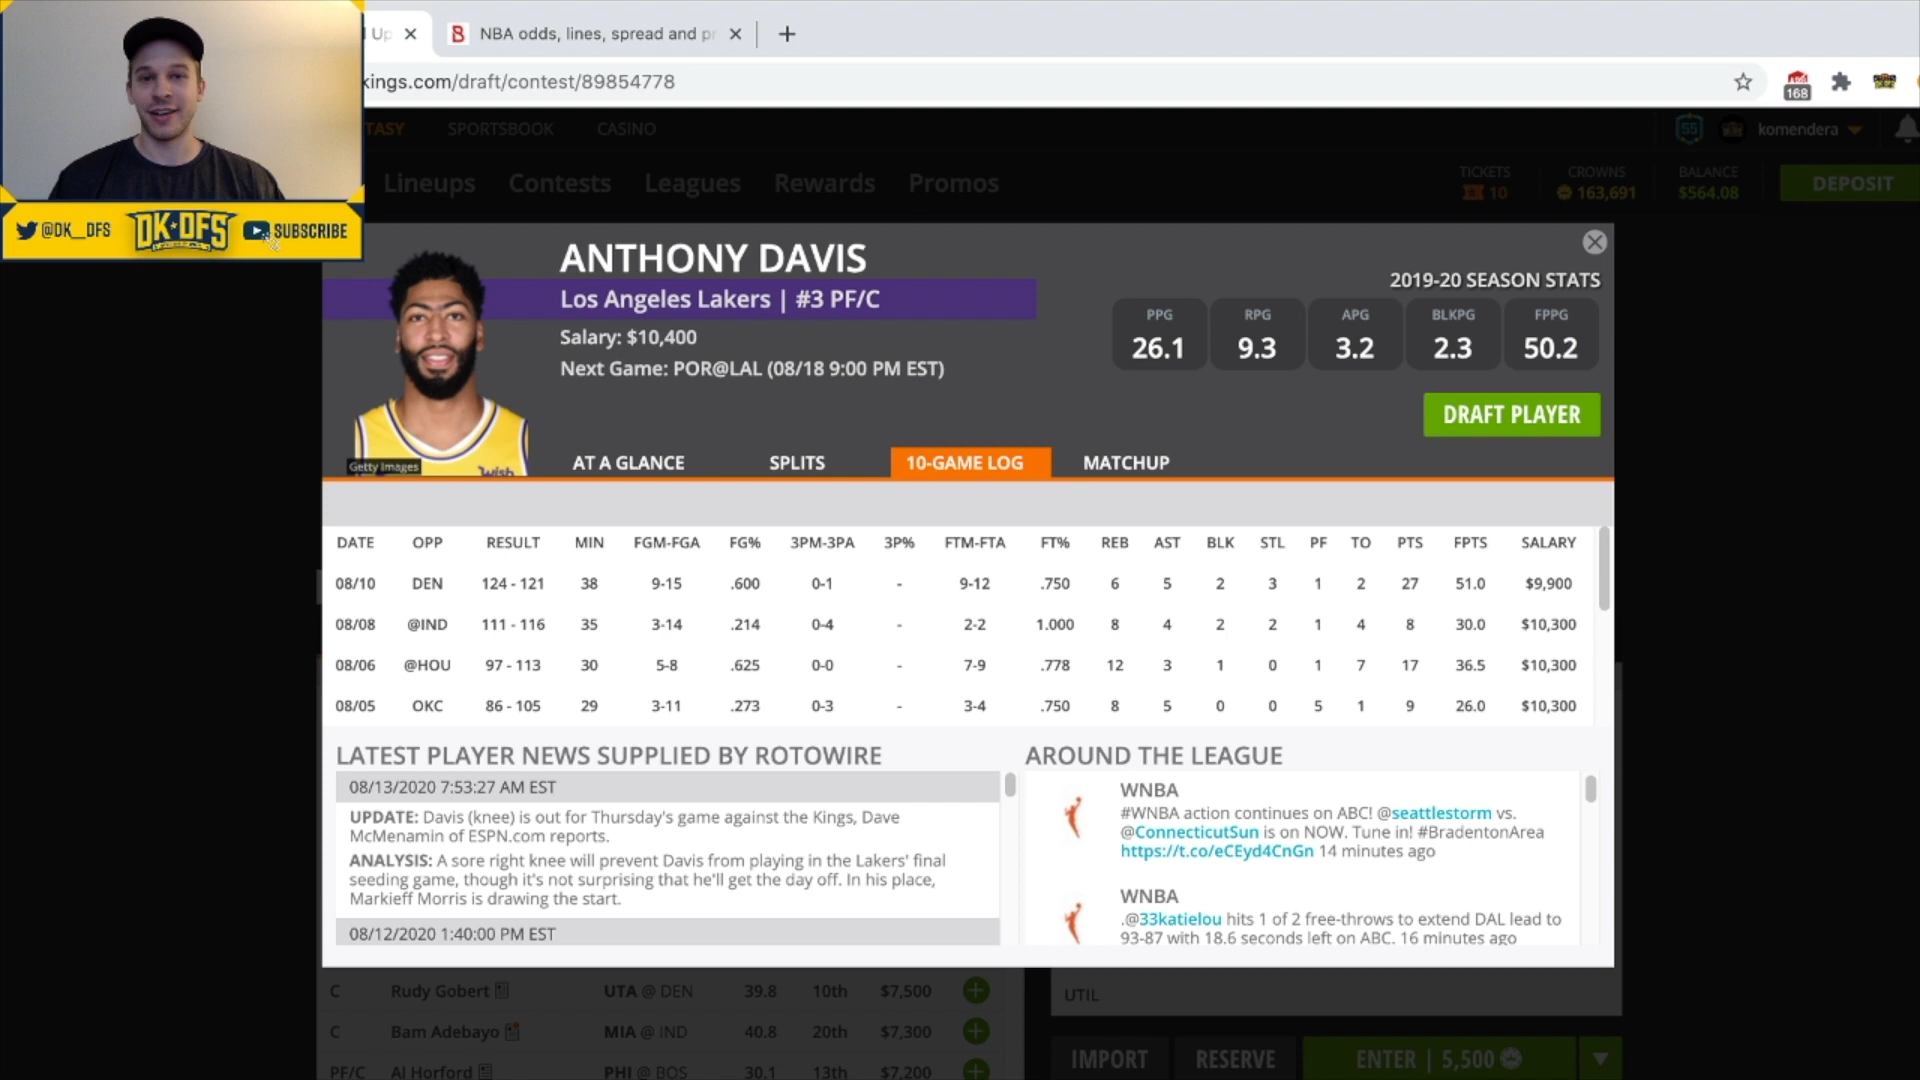 Up
NBA odds, lines, spread and pr
kings.com/draft/contest/89854778
168
TASY SPORTSBOOK CASINO
55 komendera
Lineups Contests Leagues Rewards Promos
TICKETS
10
CROWNS
163,691
BALANCE
$564.08
DEPOSIT
@DK__DFS DK DFS SUBSCRIBE
ANTHONY DAVIS
Los Angeles Lakers | #3 PF/C
Salary: $10,400
Next Game: POR@LAL (08/18 9:00 PM EST)
Getty Images
wish
2019-20 SEASON STATS
PPG RPG APG BLKPG FPPG
26.1 9.3 3.2 2.3 50.2
DRAFT PLAYER
AT A GLANCE SPLITS 10-GAME LOG MATCHUP
DATE OPP RESULT MIN FGM-FGA FG% 3PM-3PA 3P% FTM-FTA FT% REB AST BLK STL PF TO PTS FPTS SALARY
08/10 DEN 124 - 121 38 9-15 .600 0-1 - 9-12 .750 6 5 2 3 1 2 27 51.0 $9,900
08/08 @IND 111 - 116 35 3-14 .214 0-4 - 2-2 1.000 8 4 2 2 1 4 8 30.0 $10,300
08/06 @HOU 97 - 113 30 5-8 .625 0-0 - 7-9 .778 12 3 1 0 1 7 17 36.5 $10,300
08/05 OKC 86 - 105 29 3-11 .273 0-3 - 3-4 .750 8 5 0 0 5 1 9 26.0 $10,300
LATEST PLAYER NEWS SUPPLIED BY ROTOWIRE
08/13/2020 7:53:27 AM EST
UPDATE: Davis (knee) is out for Thursday's game against the Kings, Dave
McMenamin of ESPN.com reports.
ANALYSIS: A sore right knee will prevent Davis from playing in the Lakers' final
seeding game, though it's not surprising that he'll get the day off. In his place,
Markieff Morris is drawing the start.
08/12/2020 1:40:00 PM EST
AROUND THE LEAGUE
WNBA
#WNBA action continues on ABC! @seattlestorm vs.
@ConnecticutSun is on NOW. Tune in! #BradentonArea
https://t.co/eCEyd4CnGn 14 minutes ago
WNBA
.@33katielou hits 1 of 2 free-throws to extend DAL lead to
93-87 with 18.6 seconds left on ABC. 16 minutes ago
C Rudy Gobert UTA @ DEN 39.8 10th $7,500
C Bam Adebayo MIA @ IND 40.8 20th $7,300
PF/C Al Horford PHI @ BOS 30.1 13th $7,200
UTIL
IMPORT RESERVE ENTER | 5,500